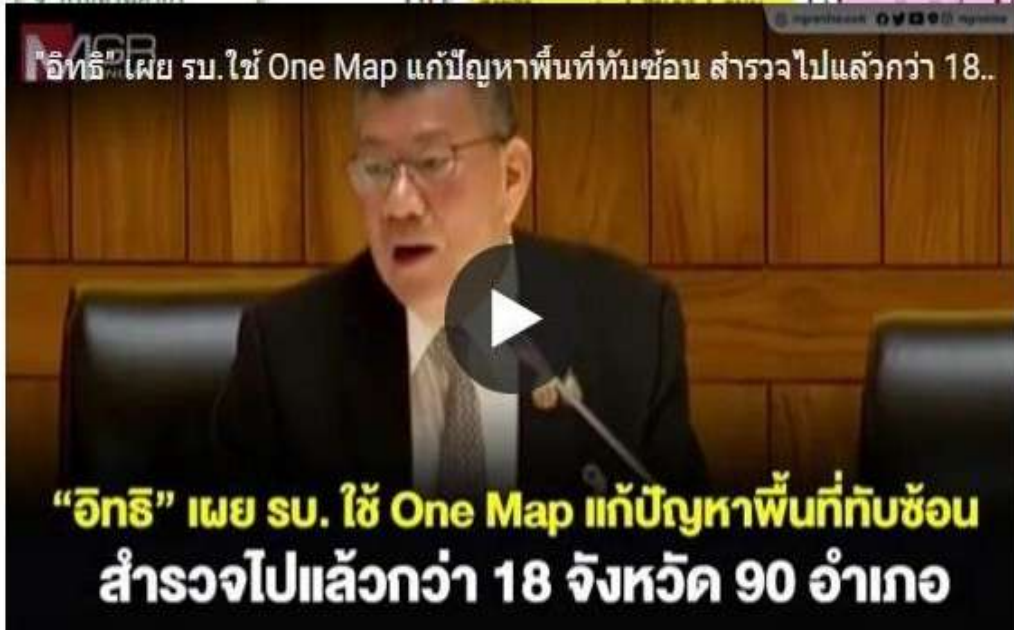 MGR
"อิทธิ" เผย รบ.ใช้ One Map แก้ปัญหาพื้นที่ทับซ้อน สำรวจไปแล้วกว่า 18..
“อิทธิ” เผย รบ. ใช้ One Map แก้ปัญหาพื้นที่ทับซ้อน
สำรวจไปแล้วกว่า 18 จังหวัด 90 อำเภอ